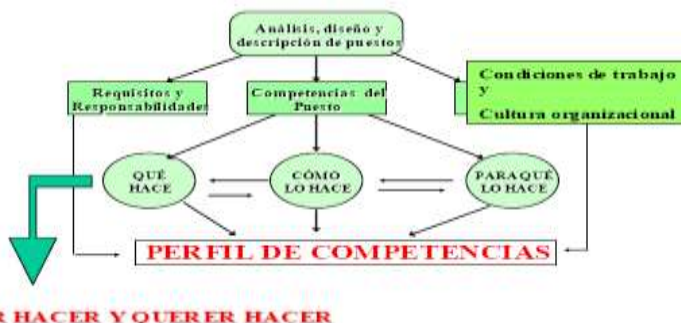 Análisis, diseño y
descripción de puestos
Requisitos y
Responsabilidades
Competencias del
Puesto
Condiciones de trabajo
y
Cultura organizacional
QUÉ
HACE
CÓMO
LO HACE
PARA QUÉ
LO HACE
PERFIL DE COMPETENCIAS
R HACER Y QUERER HACER